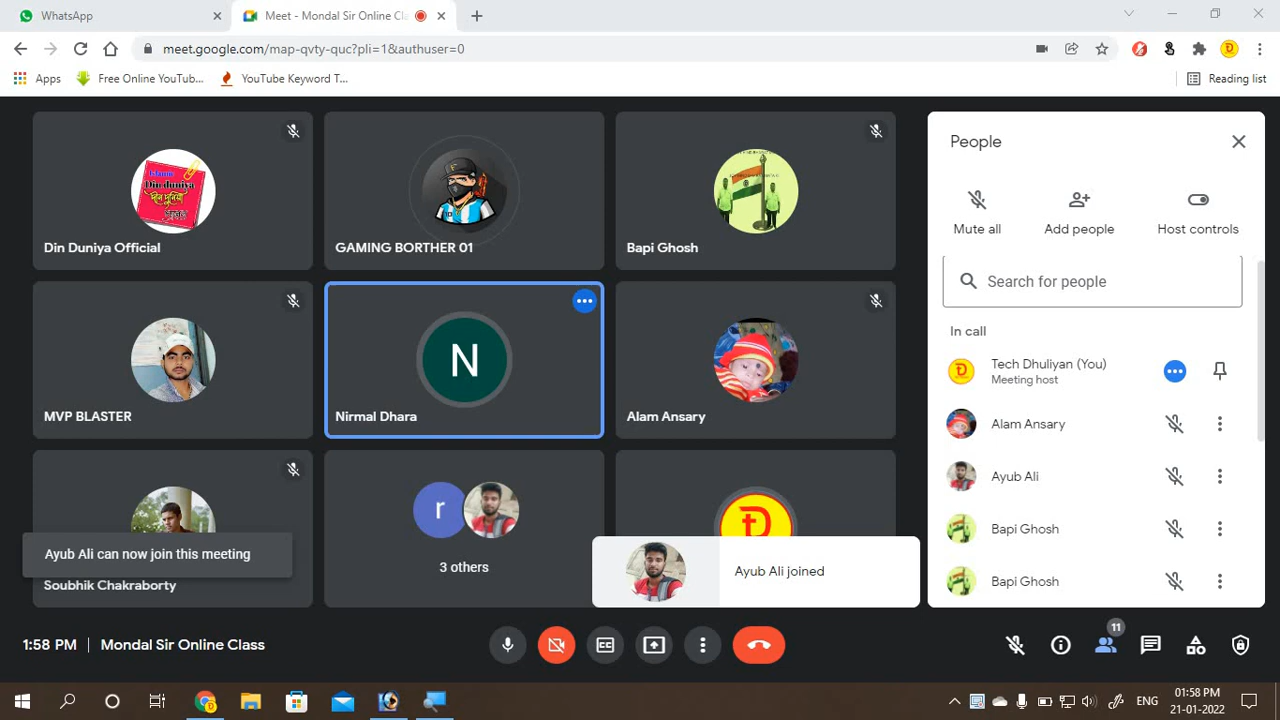 WhatsApp
Meet - Mondal Sir Online Class
meet.google.com/map-qvty-quc?pli=1&authuser=0
Apps
Free Online YouTub...
YouTube Keyword T...
Reading list
Din duniya
Din Duniya Official
GAMING BORTHER 01
Bapi Ghosh
People
Mute all
Add people
Host controls
Search for people
In call
MVP BLASTER
N
Nirmal Dhara
Alam Ansary
Tech Dhuliyan (You)
Meeting host
Alam Ansary
Ayub Ali
Bapi Ghosh
Bapi Ghosh
Ayub Ali can now join this meeting
Soubhik Chakraborty
r
3 others
Ayub Ali joined
1:58 PM
Mondal Sir Online Class
CC
11
ENG
01:58 PM
21-01-2022